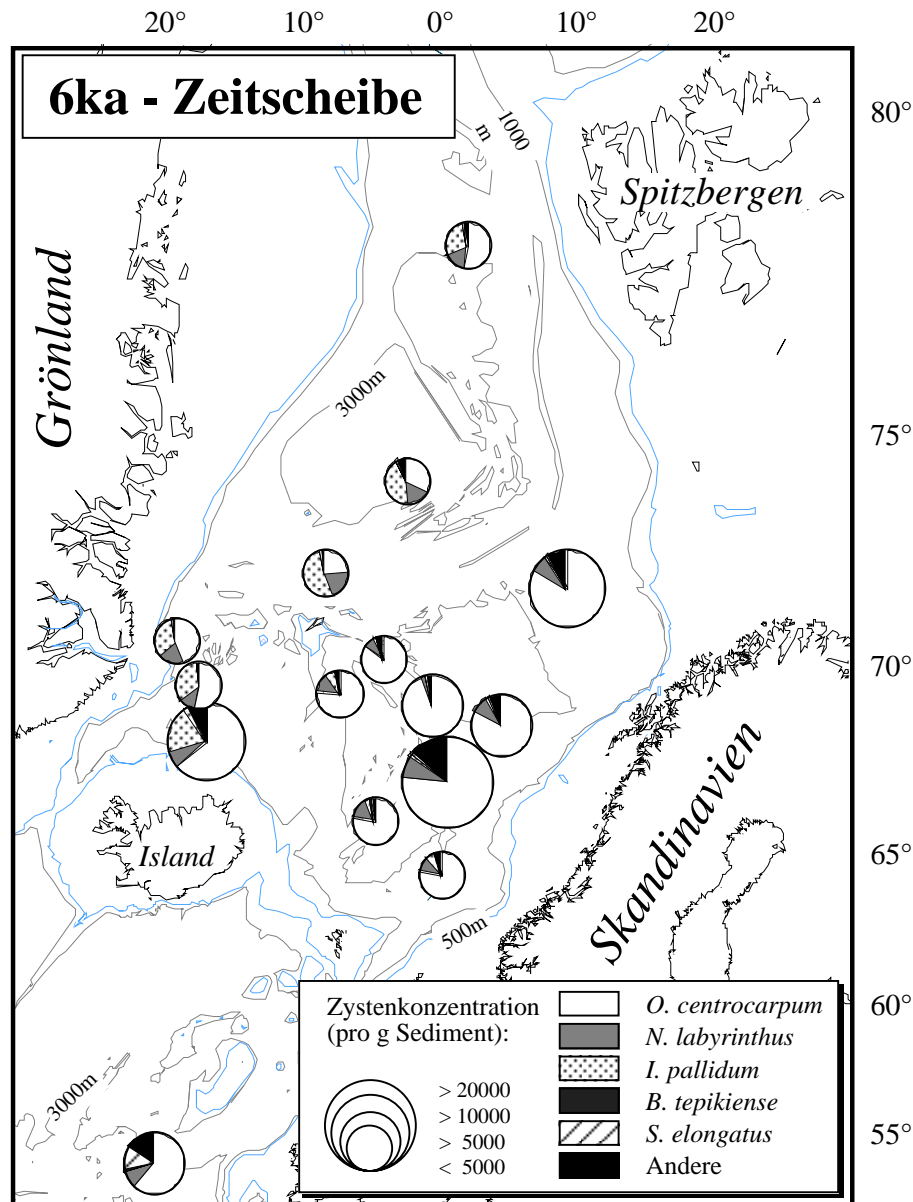 20° 10° 0° 10° 20°
6ka - Zeitscheibe
1000
m
80°
Spitzbergen
Grönland
3000m
75°
70°
Skandinavien
Island
65°
500m
60°
3000m
55°
Zystenkonzentration
(pro g Sediment):
> 20000
> 10000
> 5000
< 5000
O. centrocarpum
N. labyrinthus
I. pallidum
B. tepikiense
S. elongatus
Andere